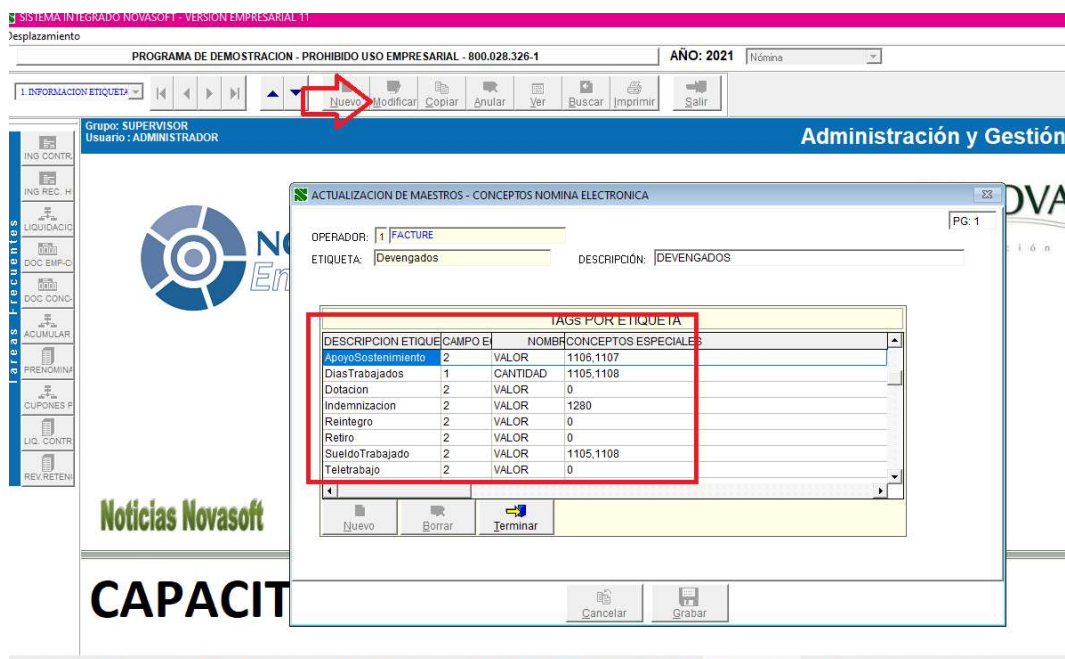 SISTEMA INTEGRADO NOVASOFT - VERSION EMPRESARIAL 11
Desplazamiento
PROGRAMA DE DEMOSTRACION - PROHIBIDO USO EMPRESARIAL - 800.028.326-1 AÑO: 2021 Nómina
1. INFORMACION ETIQUETA Nuevo Modificar Copiar Anular Ver Buscar Imprimir Salir
Grupo: SUPERVISOR
Usuario : ADMINISTRADOR
Administración y Gestión
Tareas Frecuentes
ING CONTR.
ING REC. H
LIQUIDACIO
DOC EMP-C
DOC CONC-
ACUMULAR
PRENOMINA
CUPONES P
LIQ. CONTR
REV.RETEN
NO
En
OVA
ción
ACTUALIZACION DE MAESTROS - CONCEPTOS NOMINA ELECTRONICA
PG: 1
OPERADOR: 1 FACTURE
ETIQUETA: Devengados DESCRIPCIÓN: DEVENGADOS
TAGs POR ETIQUETA
DESCRIPCION ETIQUE CAMPO E NOMBR CONCEPTOS ESPECIALES
ApoyoSostenimiento 2 VALOR 1106,1107
DiasTrabajados 1 CANTIDAD 1105,1108
Dotacion 2 VALOR 0
Indemnizacion 2 VALOR 1280
Reintegro 2 VALOR 0
Retiro 2 VALOR 0
SueldoTrabajado 2 VALOR 1105,1108
Teletrabajo 2 VALOR 0
Nuevo Borrar Terminar
Cancelar Grabar
Noticias Novasoft
CAPACIT